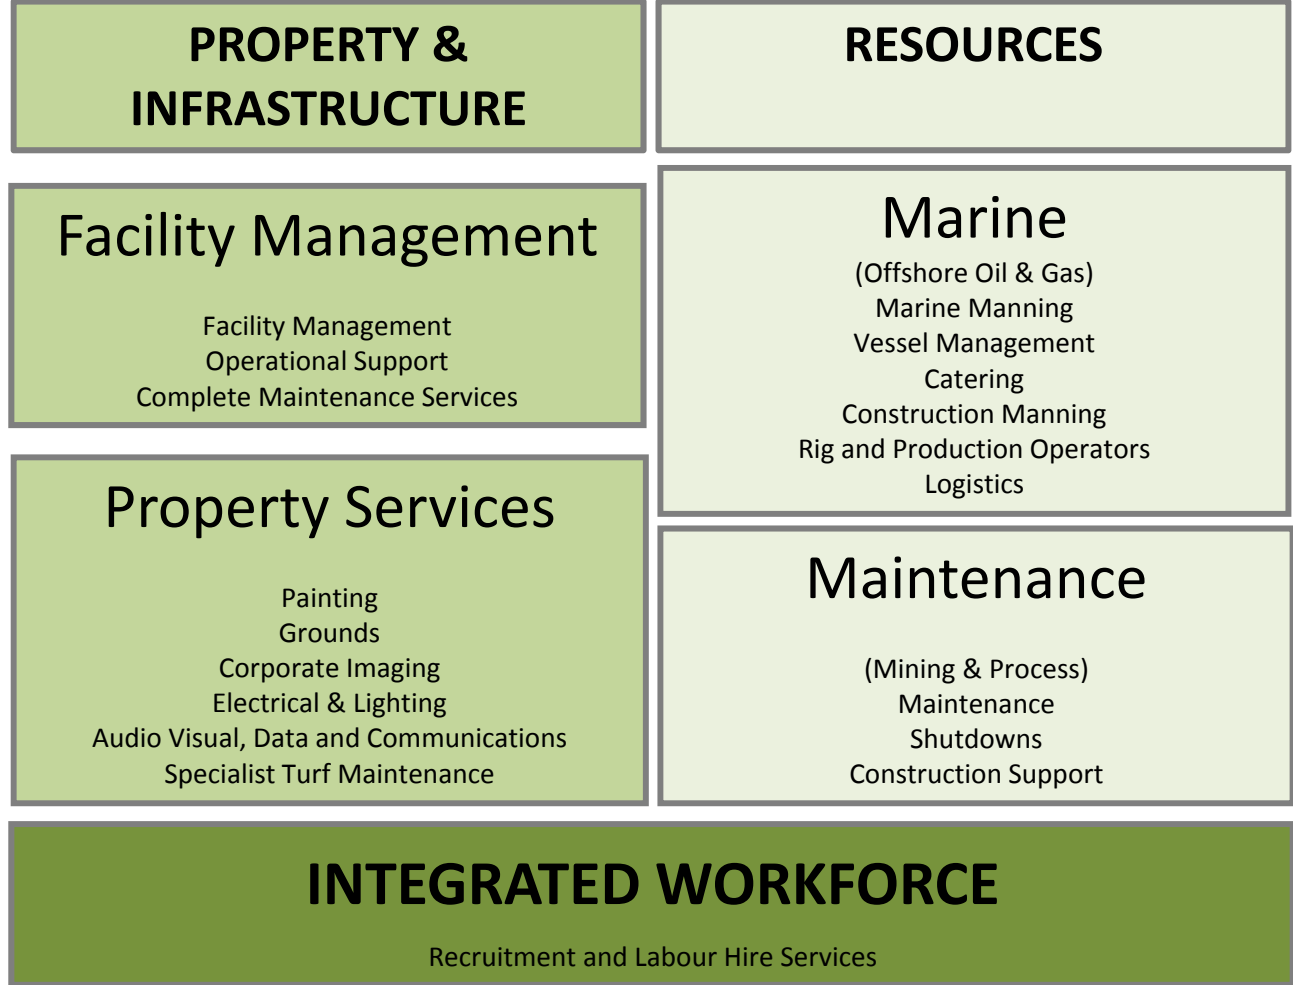 PROPERTY &
INFRASTRUCTURE
RESOURCES
Facility Management
Facility Management
Operational Support
Complete Maintenance Services
Property Services
Painting
Grounds
Corporate Imaging
Electrical & Lighting
Audio Visual, Data and Communications
Specialist Turf Maintenance
Marine
(Offshore Oil & Gas)
Marine Manning
Vessel Management
Catering
Construction Manning
Rig and Production Operators
Logistics
Maintenance
(Mining & Process)
Maintenance
Shutdowns
Construction Support
INTEGRATED WORKFORCE
Recruitment and Labour Hire Services